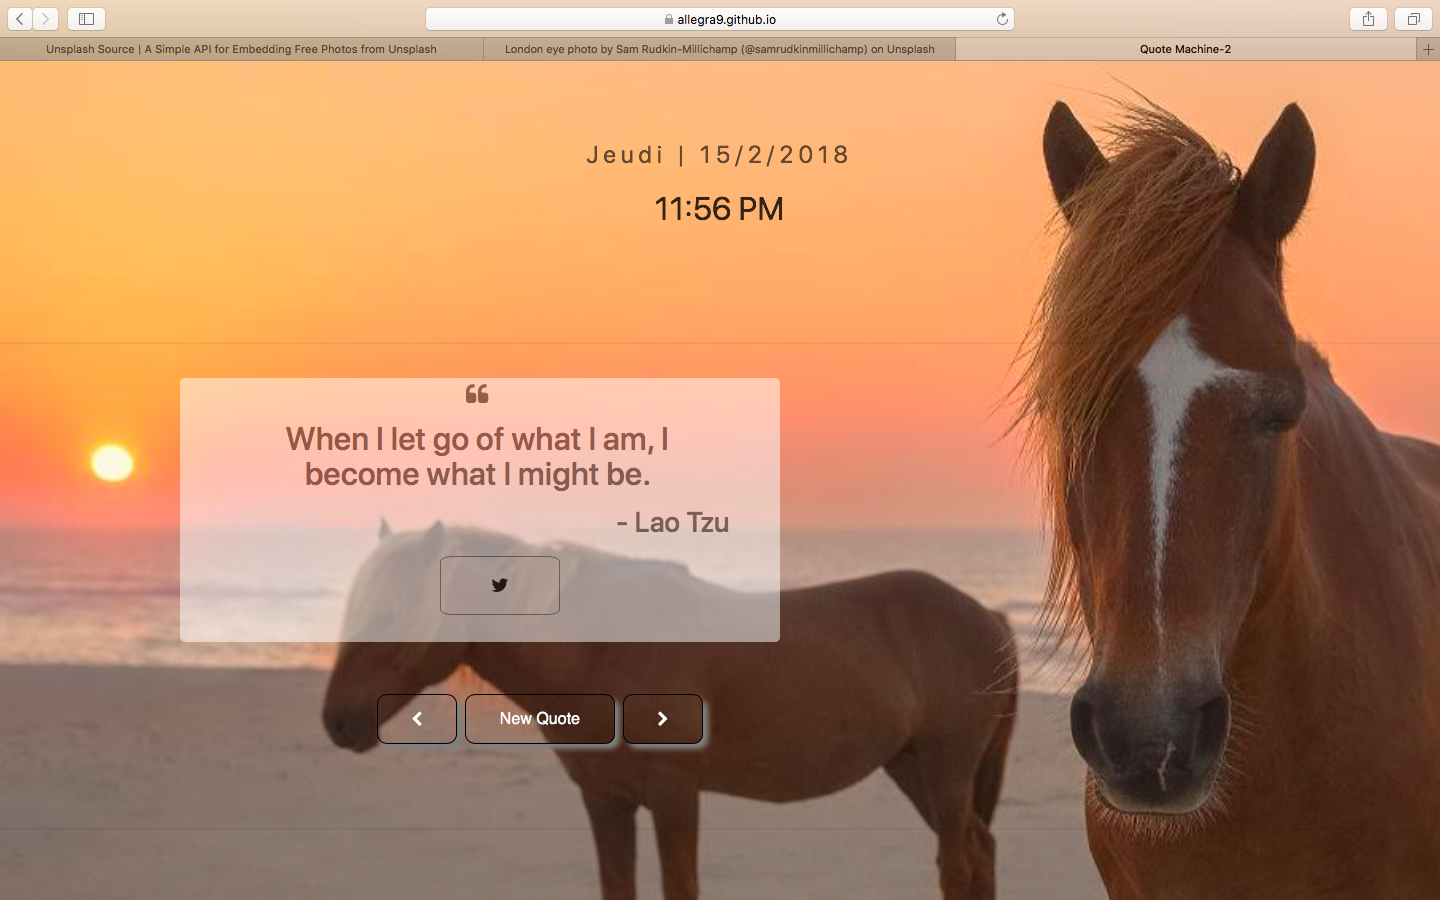 allegra9.github.io
Unsplash Source | A Simple API for Embedding Free Photos from Unsplash
London eye photo by Sam Rudkin-Millichamp (@samrudkinmillichamp) on Unsplash
Quote Machine-2
Jeudi | 15/2/2018
11:56 PM
“
When I let go of what I am, I
become what I might be.
- Lao Tzu
New Quote